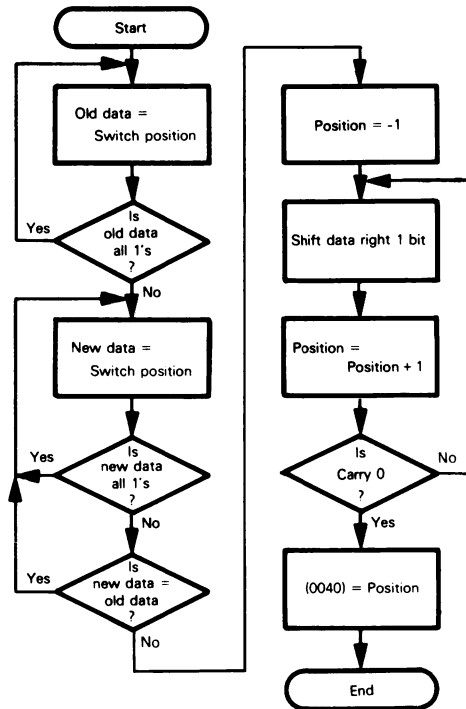 Start
Old data =
Switch position
Is
old data
all 1's
?
Yes
No
New data =
Switch position
Is
new data
all 1's
?
Yes
No
Is
new data =
old data
?
Yes
No
Position = -1
Shift data right 1 bit
Position =
Position + 1
Is
Carry 0
?
No
Yes
(0040) = Position
End